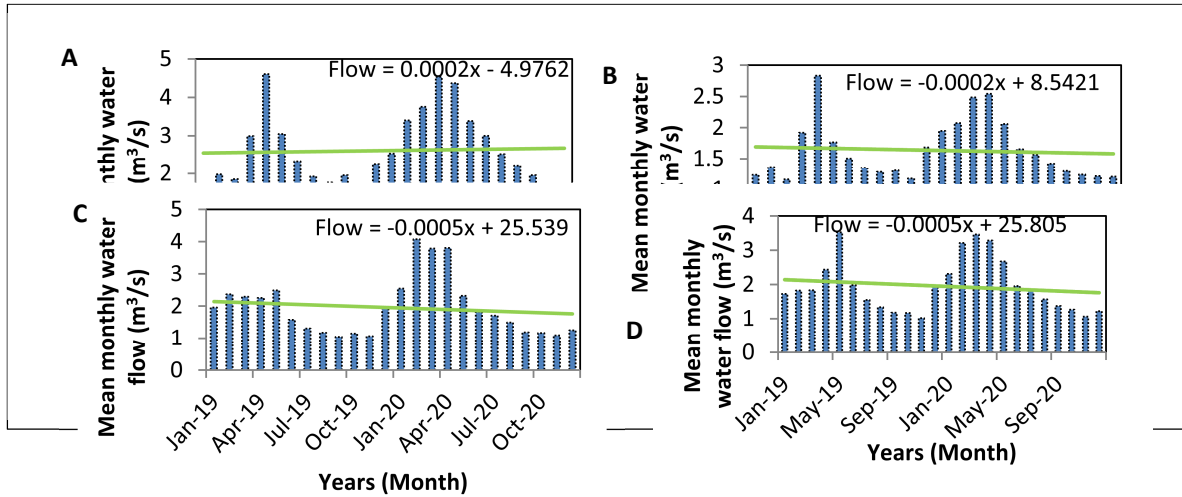 A
nthly water
(m³/s)
5
4
3
2
Flow = 0.0002x - 4.9762
B
Mean monthly water
(m³/s)
3
2.5
2
1.5
1
Flow = -0.0002x + 8.5421
C
Mean monthly water
flow (m³/s)
5
4
3
2
1
0
Flow = -0.0005x + 25.539
Jan-19
Apr-19
Jul-19
Oct-19
Jan-20
Apr-20
Jul-20
Oct-20
Years (Month)
D
Mean monthly
water flow (m³/s)
4
3
2
1
0
Flow = -0.0005x + 25.805
Jan-19
May-19
Sep-19
Jan-20
May-20
Sep-20
Years (Month)